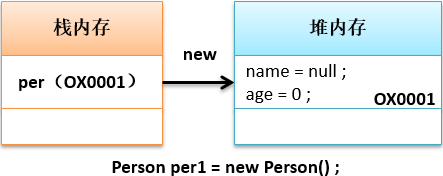 栈内存
new
堆内存
per（OX0001）
name = null ;
age = 0 ;
OX0001
Person per1 = new Person() ;